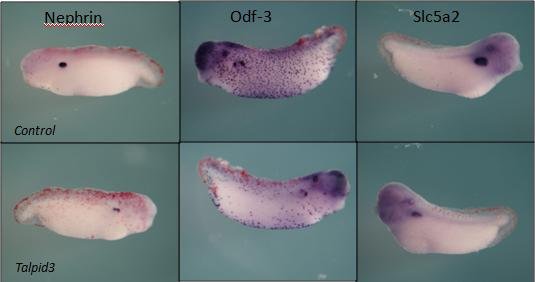 Nephrin Odf-3 Slc5a2
Control
Talpid3